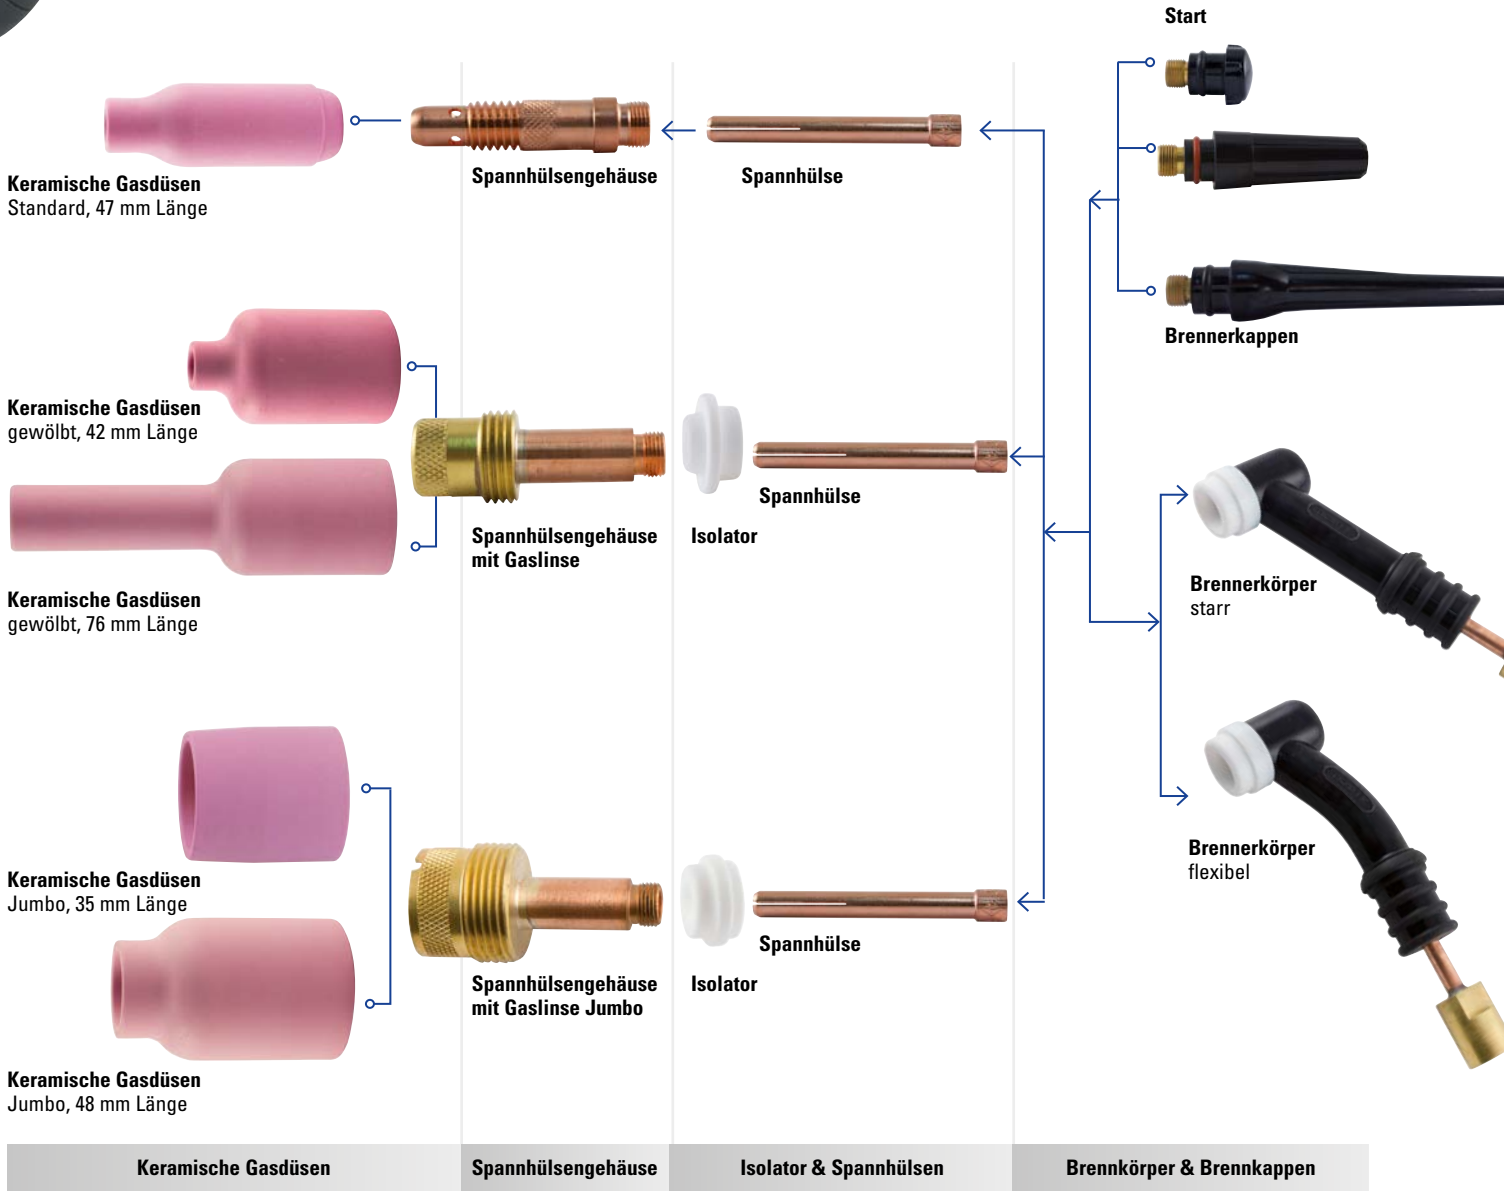 Start
Keramische Gasdüsen
Standard, 47 mm Länge
Spannhülsengehäuse
Spannhülse
Brennerkappen
Keramische Gasdüsen
gewölbt, 42 mm Länge
Spannhülse
Spannhülsengehäuse
mit Gaslinse
Isolator
Keramische Gasdüsen
gewölbt, 76 mm Länge
Brennerkörper
starr
Keramische Gasdüsen
Jumbo, 35 mm Länge
Spannhülse
Spannhülsengehäuse
mit Gaslinse Jumbo
Isolator
Brennerkörper
flexibel
Keramische Gasdüsen
Jumbo, 48 mm Länge
Keramische Gasdüsen
Spannhülsengehäuse
Isolator & Spannhülsen
Brennkörper & Brennkappen